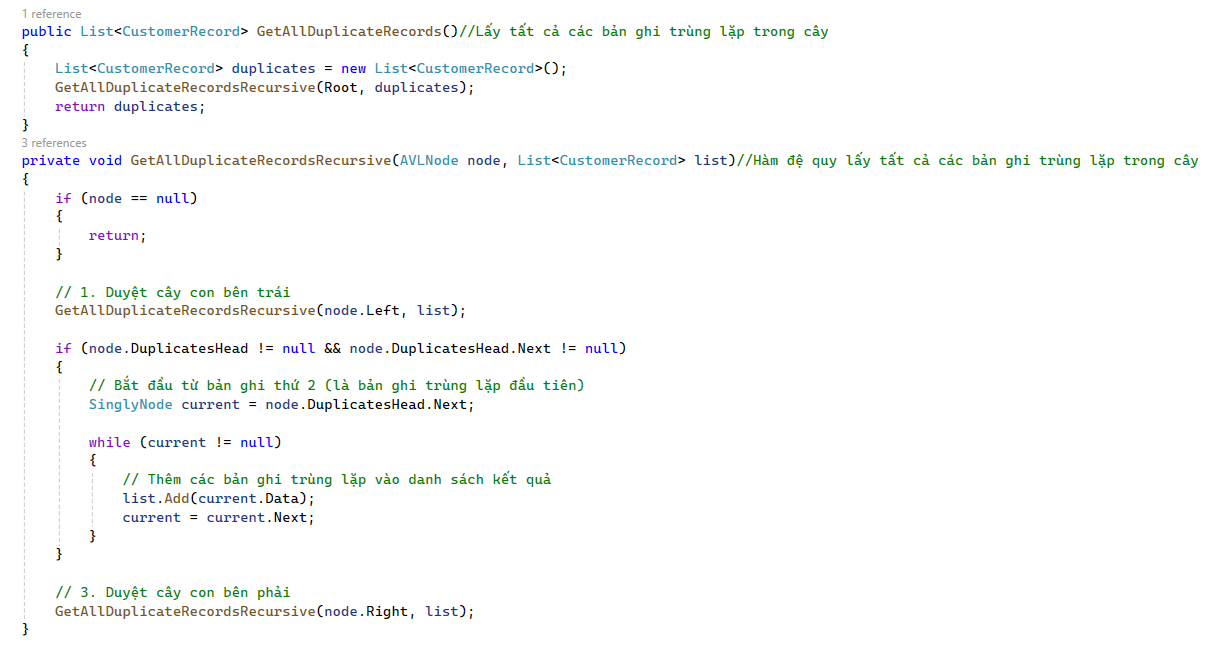 1 reference
public List<CustomerRecord> GetAllDuplicateRecords()//Lấy tất cả các bản ghi trùng lặp trong cây
{
    List<CustomerRecord> duplicates = new List<CustomerRecord>();
    GetAllDuplicateRecordsRecursive(Root, duplicates);
    return duplicates;
}
3 references
private void GetAllDuplicateRecordsRecursive(AVLNode node, List<CustomerRecord> list)//Hàm đệ quy lấy tất cả các bản ghi trùng lặp trong cây
{
    if (node == null)
    {
        return;
    }

    // 1. Duyệt cây con bên trái
    GetAllDuplicateRecordsRecursive(node.Left, list);

    if (node.DuplicatesHead != null && node.DuplicatesHead.Next != null)
    {
        // Bắt đầu từ bản ghi thứ 2 (là bản ghi trùng lặp đầu tiên)
        SinglyNode current = node.DuplicatesHead.Next;

        while (current != null)
        {
            // Thêm các bản ghi trùng lặp vào danh sách kết quả
            list.Add(current.Data);
            current = current.Next;
        }
    }

    // 3. Duyệt cây con bên phải
    GetAllDuplicateRecordsRecursive(node.Right, list);
}